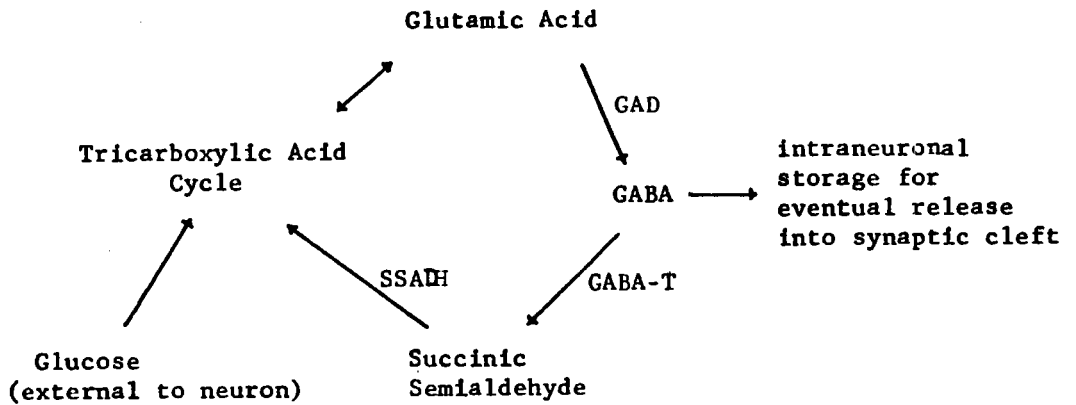 Glutamic Acid
GAD
Tricarboxylic Acid
Cycle
GABA
intraneuronal
storage for
eventual release
into synaptic cleft
SSADH
GABA-T
Glucose
(external to neuron)
Succinic
Semialdehyde